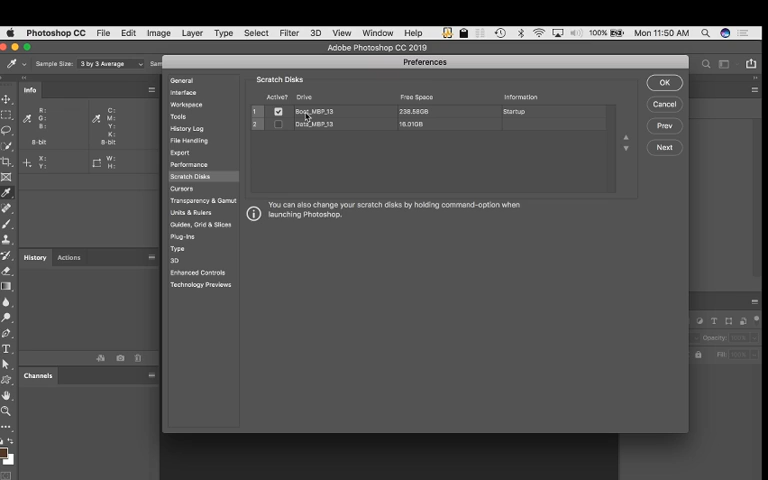 Photoshop CC File Edit Image Layer Type Select Filter 3D View Window Help 100% Mon 11:50 AM
Adobe Photoshop CC 2019
Sample Size: 3 by 3 Average
Preferences
Info
R:
G:
B:
8-bit
C:
M:
Y:
K:
8-bit
X:
Y:
W:
H:
History Actions
Channels
General
Interface
Workspace
Tools
History Log
File Handling
Export
Performance
Scratch Disks
Cursors
Transparency & Gamut
Units & Rulers
Guides, Grid & Slices
Plug-Ins
Type
3D
Enhanced Controls
Technology Previews
Scratch Disks
Active? Drive Free Space Information
1 Boot_MBP_13 238.58GB Startup
2 Data_MBP_13 16.01GB
You can also change your scratch disks by holding command-option when
launching Photoshop.
OK
Cancel
Prev
Next
Opacity:
Fill: